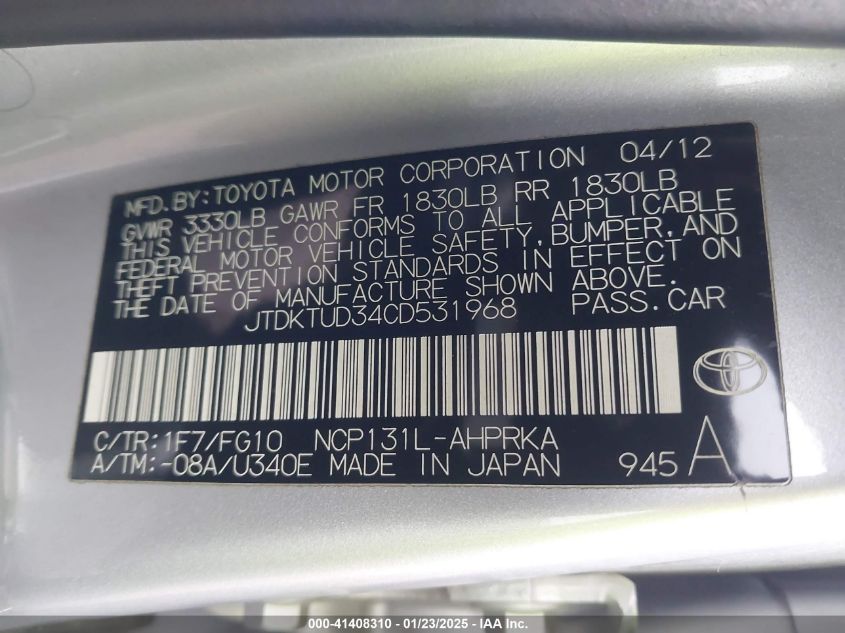 MFD.BY:TOYOTA MOTOR CORPORATION 04/12
GVWR 3330LB GAWR FR 1830LB RR 1830LB
THIS VEHICLE CONFORMS TO ALL APPLICABLE
FEDERAL MOTOR VEHICLE SAFETY,BUMPER,AND
THEFT PREVENTION STANDARDS IN EFFECT ON
THE DATE OF MANUFACTURE SHOWN ABOVE.
JTDKTUD34CD531968 PASS.CAR
C/TR:1F7/FG10 NCP131L-AHPRKA
A/TM:-08A/U340E MADE IN JAPAN 945 A
000-41408310 - 01/23/2025 - IAA Inc.